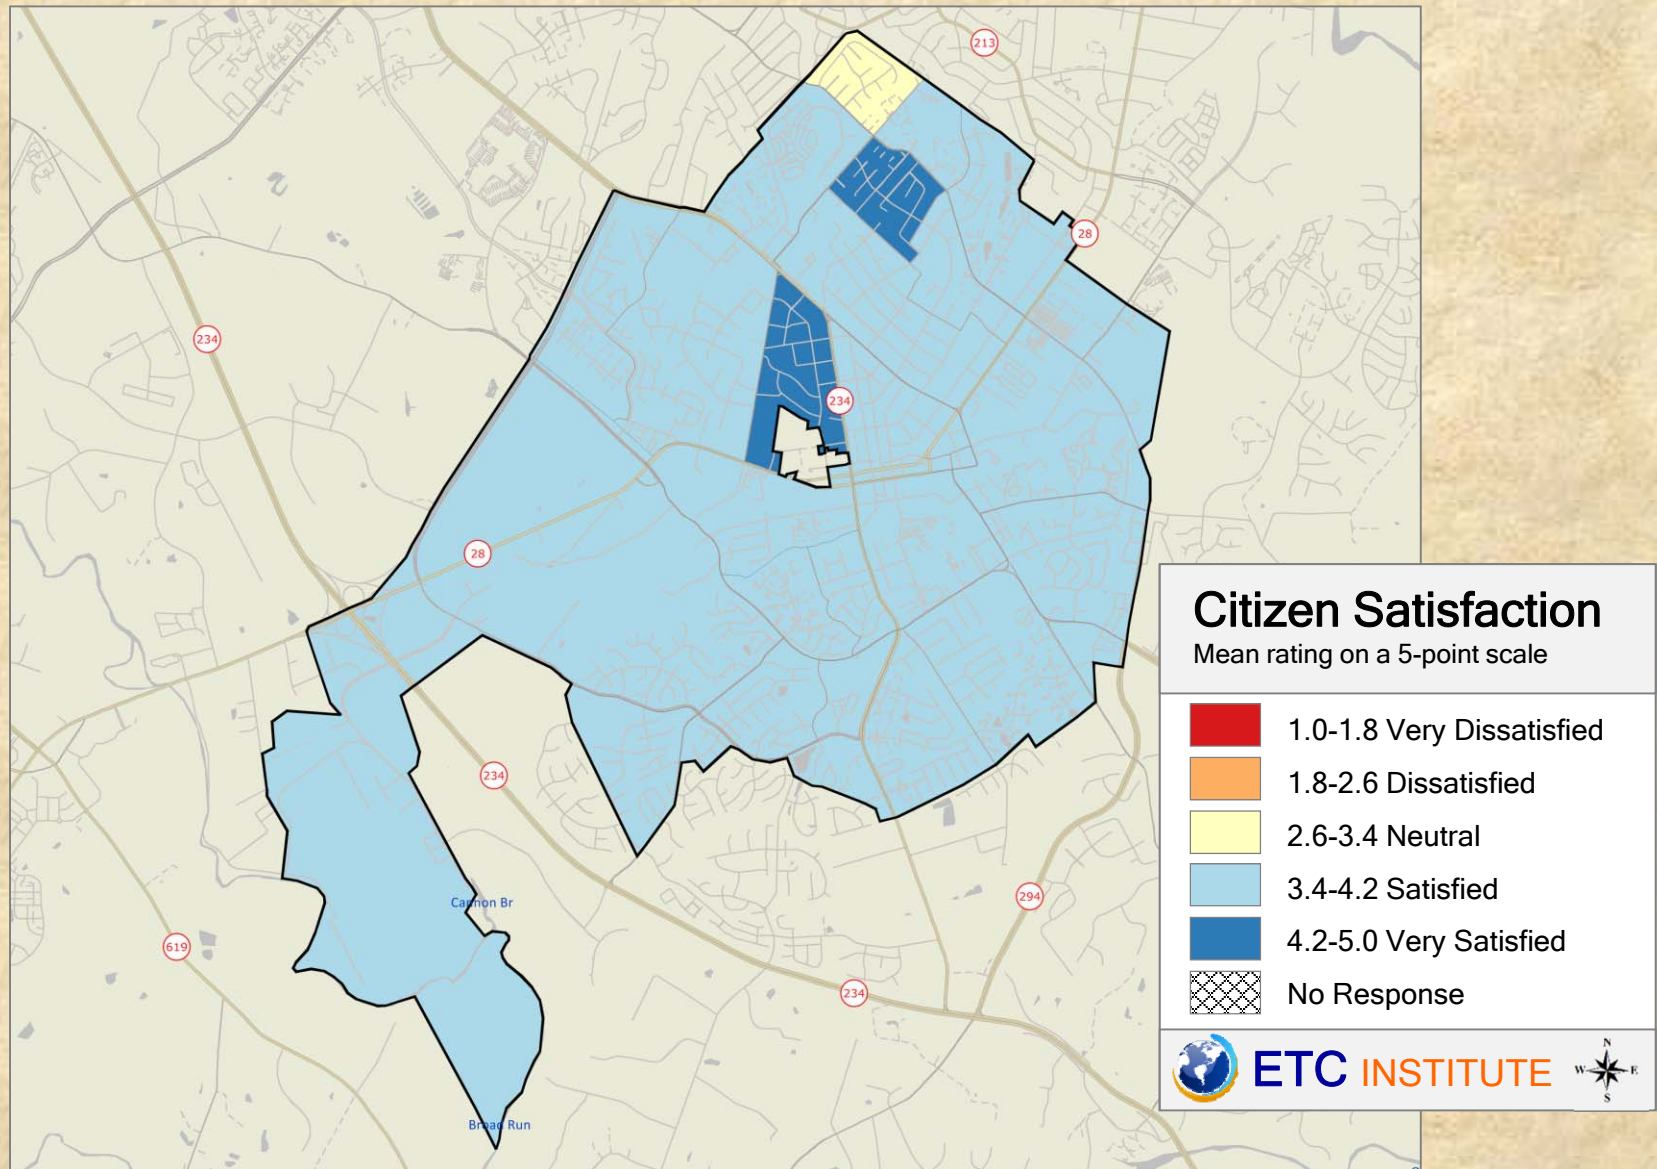 213
28
234
234
28
234
Cannon Br
294
619
234
Broad Run
Citizen Satisfaction
Mean rating on a 5-point scale
1.0-1.8 Very Dissatisfied
1.8-2.6 Dissatisfied
2.6-3.4 Neutral
3.4-4.2 Satisfied
4.2-5.0 Very Satisfied
No Response
ETC INSTITUTE
N
W E
S